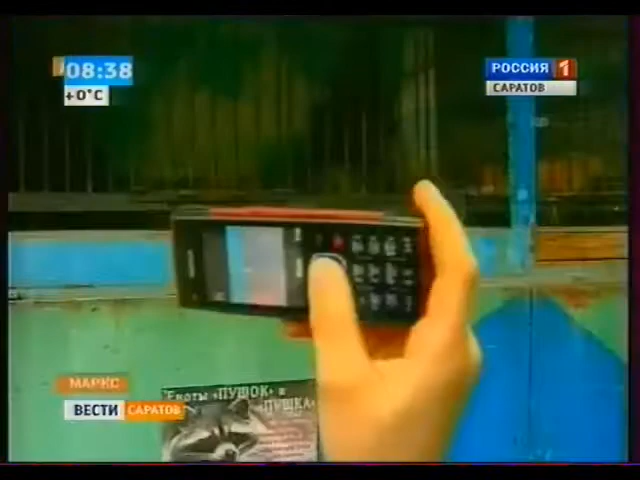 08:38
+0°C
РОССИЯ 1
САРАТОВ
МАРКС
ВЕСТИ САРАТОВ
Еноты «ПУШОК» и
«ПУШКА»